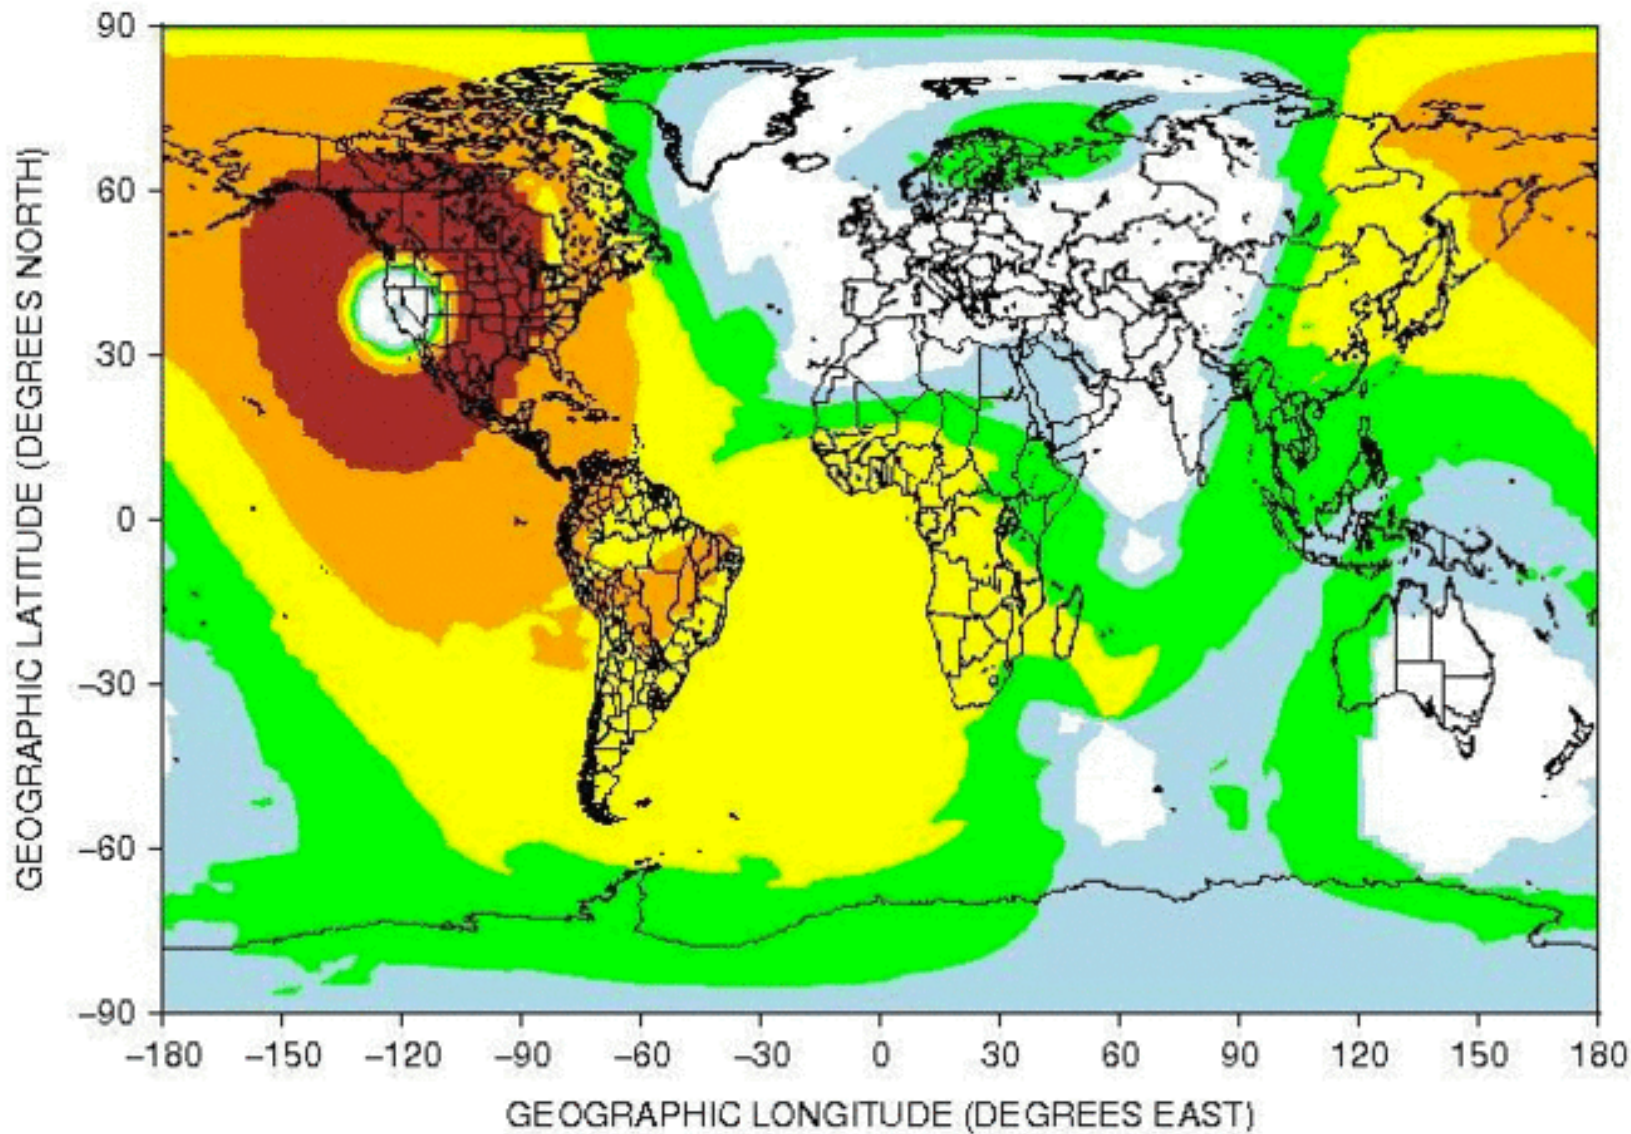 GEOGRAPHIC LATITUDE (DEGREES NORTH)
90
60
30
0
−30
−60
−90
−180 −150 −120 −90 −60 −30 0 30 60 90 120 150 180
GEOGRAPHIC LONGITUDE (DEGREES EAST)